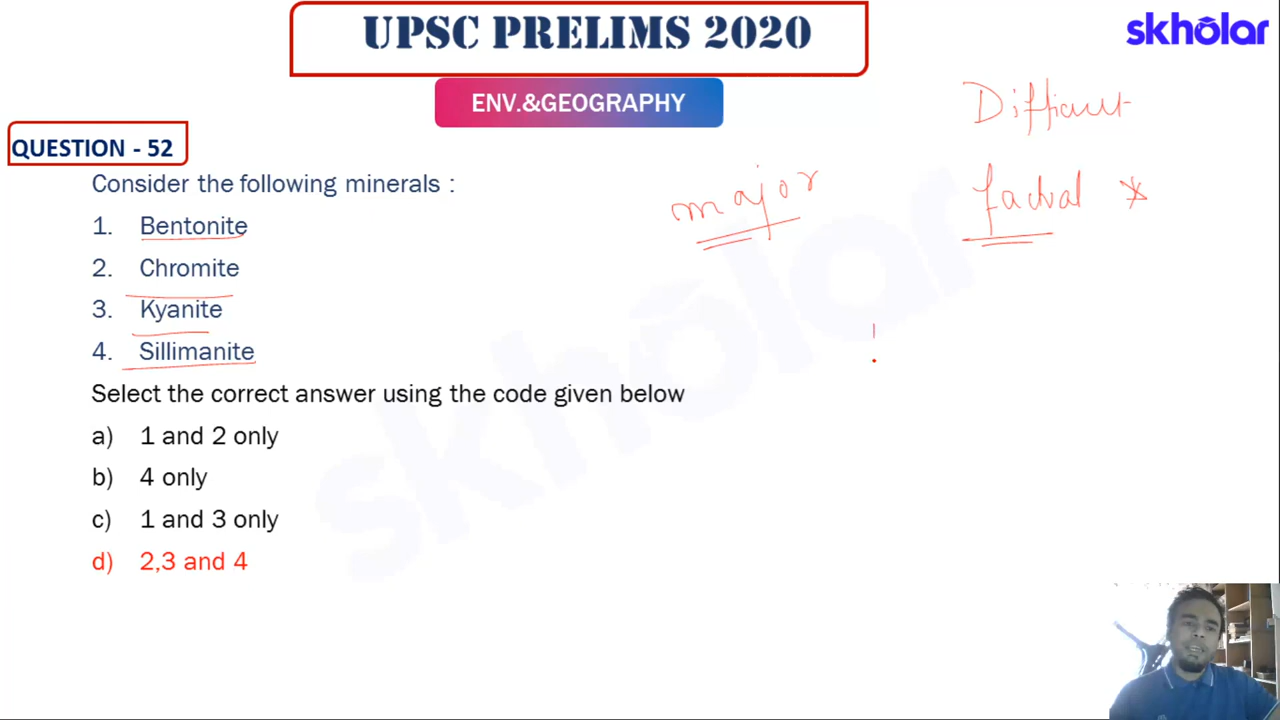 UPSC PRELIMS 2020
skhōlar
ENV.&GEOGRAPHY
Difficult
QUESTION - 52
Consider the following minerals :
major
factual *
1. Bentonite
2. Chromite
3. Kyanite
!
4. Sillimanite
Select the correct answer using the code given below
a) 1 and 2 only
b) 4 only
c) 1 and 3 only
d) 2,3 and 4
skhōlar